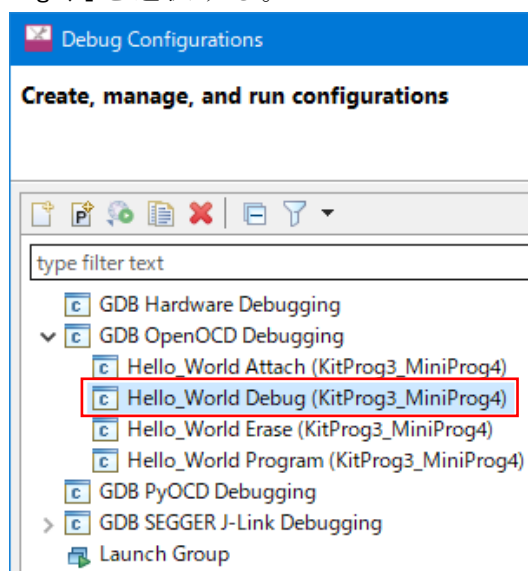 Debug Configurations
Create, manage, and run configurations
type filter text
GDB Hardware Debugging
GDB OpenOCD Debugging
Hello_World Attach (KitProg3_MiniProg4)
Hello_World Debug (KitProg3_MiniProg4)
Hello_World Erase (KitProg3_MiniProg4)
Hello_World Program (KitProg3_MiniProg4)
GDB PyOCD Debugging
GDB SEGGER J-Link Debugging
Launch Group